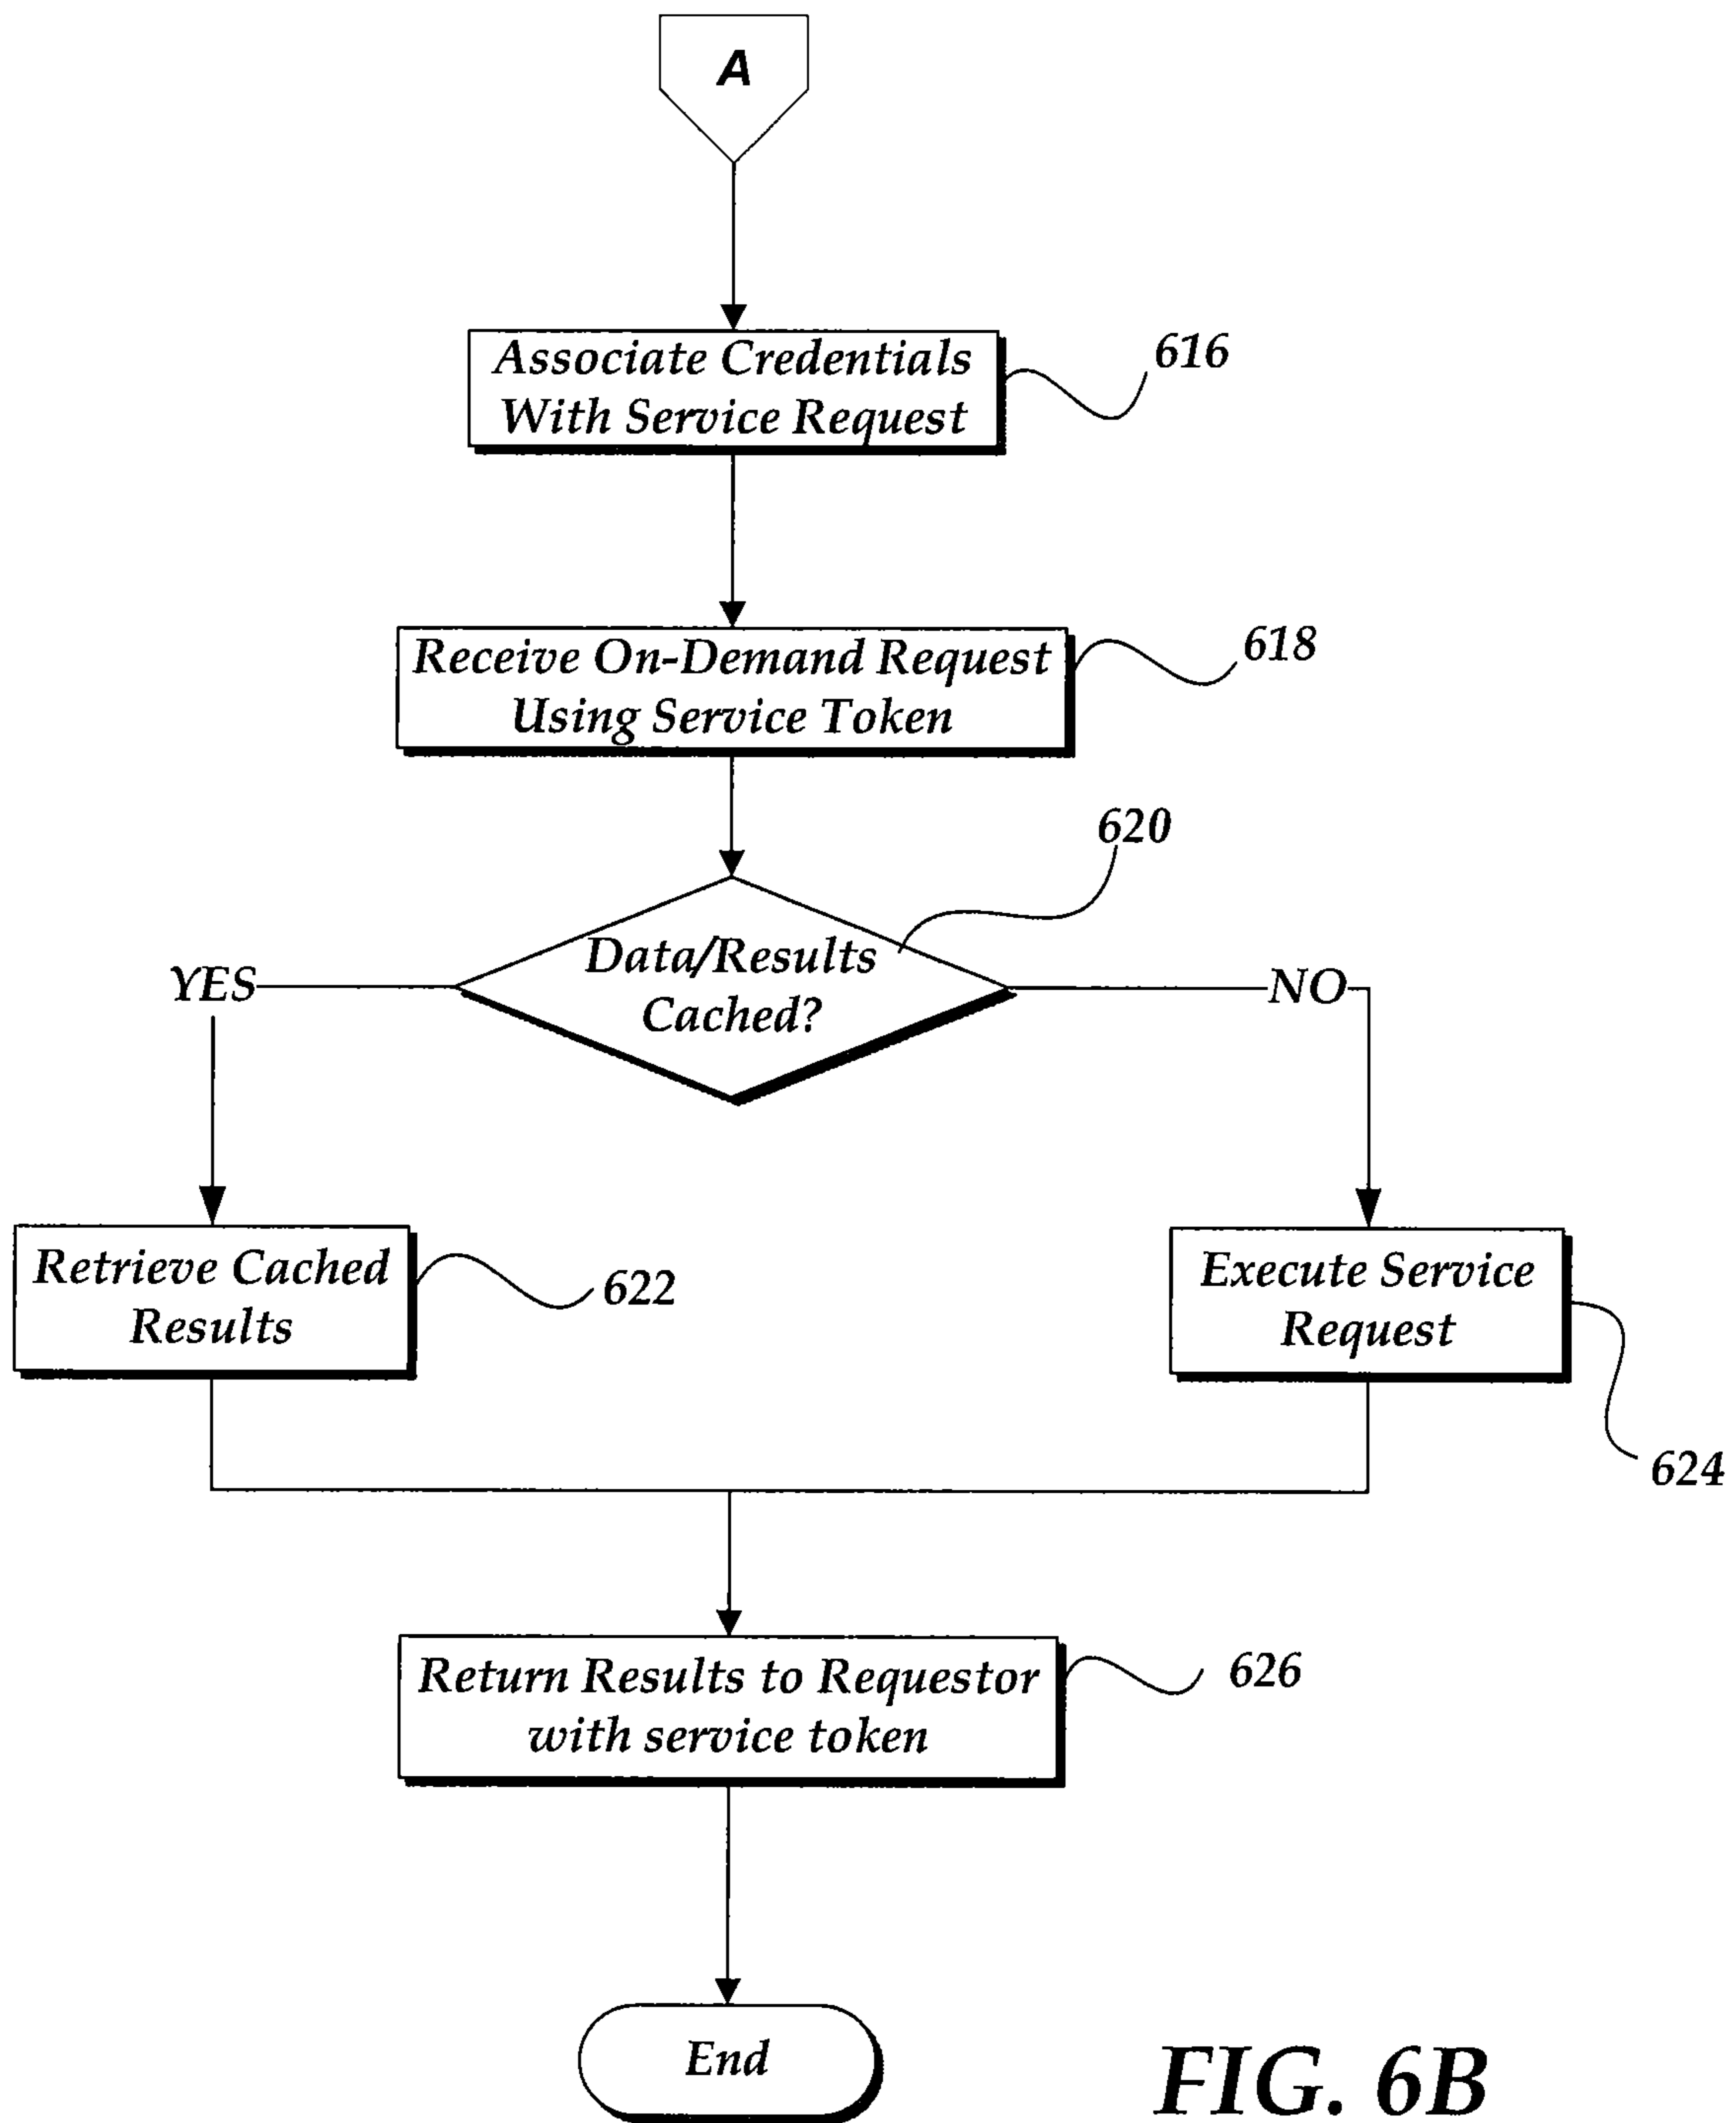 A
Associate Credentials
With Service Request
616
Receive On-Demand Request
Using Service Token
618
620
Data/Results
Cached?
YES
NO
Retrieve Cached
Results
622
Execute Service
Request
624
Return Results to Requestor
with service token
626
End
FIG. 6B